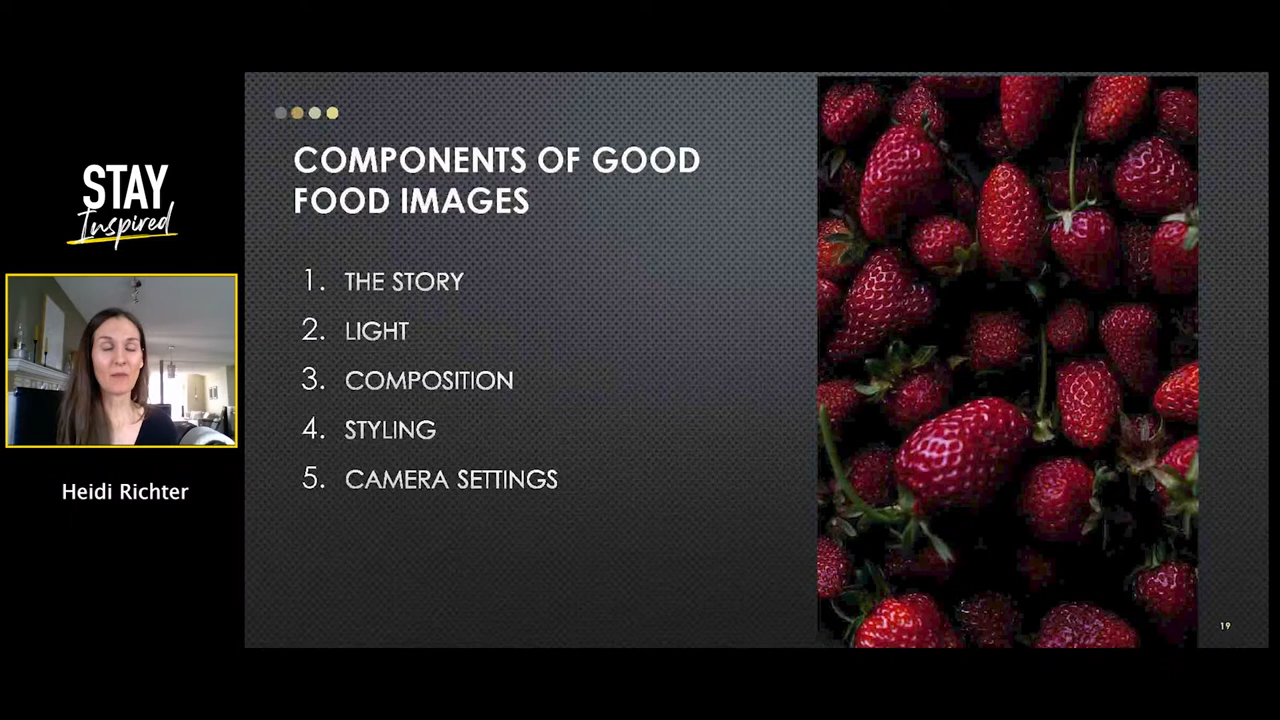 STAY
Inspired
Heidi Richter
COMPONENTS OF GOOD
FOOD IMAGES
1. THE STORY
2. LIGHT
3. COMPOSITION
4. STYLING
5. CAMERA SETTINGS
19